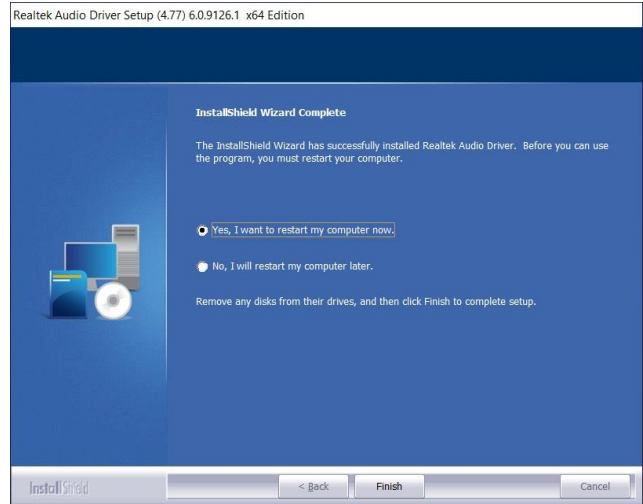 Realtek Audio Driver Setup (4.77) 6.0.9126.1 x64 Edition
InstallShield Wizard Complete
The InstallShield Wizard has successfully installed Realtek Audio Driver. Before you can use
the program, you must restart your computer.
Yes, I want to restart my computer now.
No, I will restart my computer later.
Remove any disks from their drives, and then click Finish to complete setup.
InstallShield
< Back
Finish
Cancel